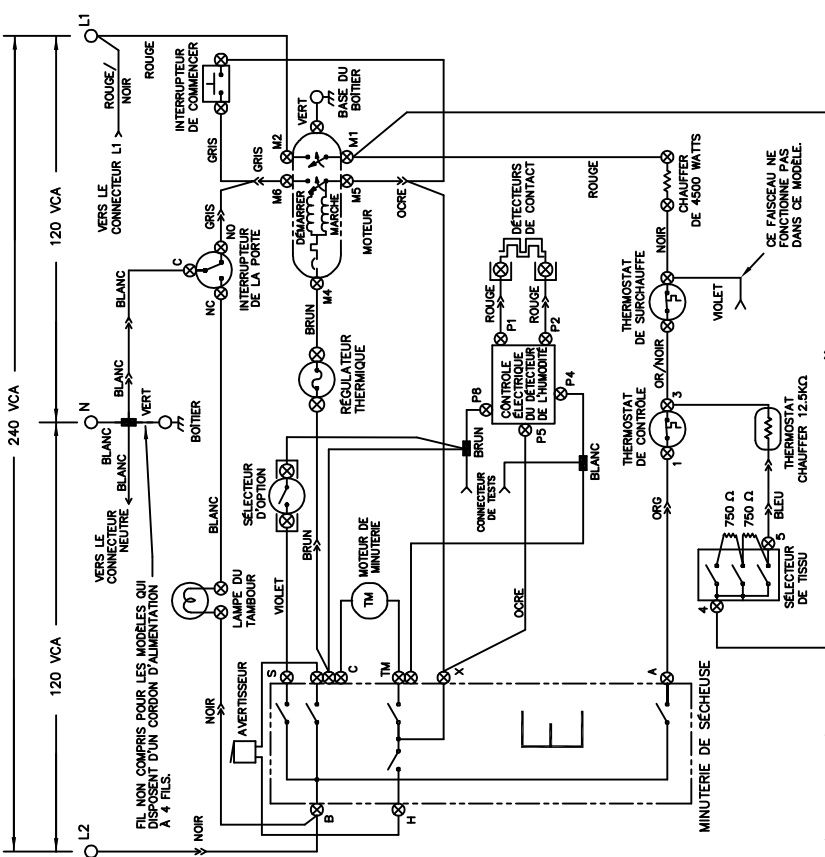 240 VCA
120 VCA
120 VCA
L1
N
L2
ROUGE/
NOIR
ROUGE
VERS LE
CONNECTEUR L1
BLANC
BLANC
BLANC
BLANC
VERT
BOÎTIER
VERS LE
CONNECTEUR
NEUTRE
FIL NON COMPRIS POUR LES MODÈLES QUI
DISPOSENT D'UN CORDON D'ALIMENTATION
À 4 FILS.
NOIR
INTERRUPTEUR
DE COMMENCER
GRIS
GRIS
GRIS
C
NO
NC
INTERRUPTEUR
DE LA PORTE
BLANC
LAMPE DU
TAMBOUR
NOIR
AVERTISSEUR
VERT
BASE DU
BOÎTIER
M2
M1
M6
M5
DÉMARRER
MARCHE
MOTEUR
M4
OCRE
BRUN
RÉGULATEUR
THERMIQUE
SÉLECTEUR
D'OPTION
BRUN
VIOLET
MOTEUR DE
MINUTERIE
TM
DÉTECTEURS
DE CONTACT
ROUGE
ROUGE
P1
P2
CONTRÔLE
ÉLECTRIQUE
DU DÉTECTEUR
DE L'HUMODITÉ
P8
P4
P5
BRUN
CONNECTEUR
DE TESTS
BLANC
OCRE
ROUGE
CHAUFFER
DE 4500 WATTS
NOIR
CE FAISCEAU NE
FONCTIONNE PAS
DANS CE MODÈLE.
THERMOSTAT
DE SURCHAUFFE
VIOLET
OR/NOIR
THERMOSTAT
DE CONTRÔLE
3
1
THERMOSTAT
CHAUFFER 12.5KΩ
ORG
BLEU
750 Ω
750 Ω
5
4
SÉLECTEUR
DE TISSU
S
C
TM
X
A
B
H
MINUTERIE DE SÉCHEUSE